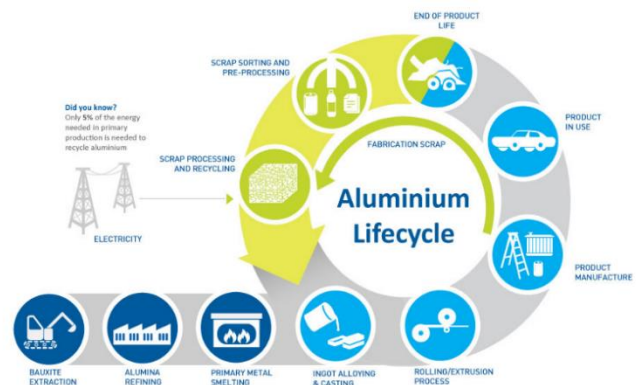 END OF PRODUCT
LIFE
SCRAP SORTING AND
PRE-PROCESSING
Did you know?
Only 5% of the energy
needed in primary
production is needed to
recycle aluminium
PRODUCT
IN USE
FABRICATION SCRAP
SCRAP PROCESSING
AND RECYCLING
Aluminium
Lifecycle
ELECTRICITY
PRODUCT
MANUFACTURE
BAUXITE
EXTRACTION
ALUMINA
REFINING
PRIMARY METAL
SMELTING
INGOT ALLOYING
& CASTING
ROLLING/EXTRUSION
PROCESS